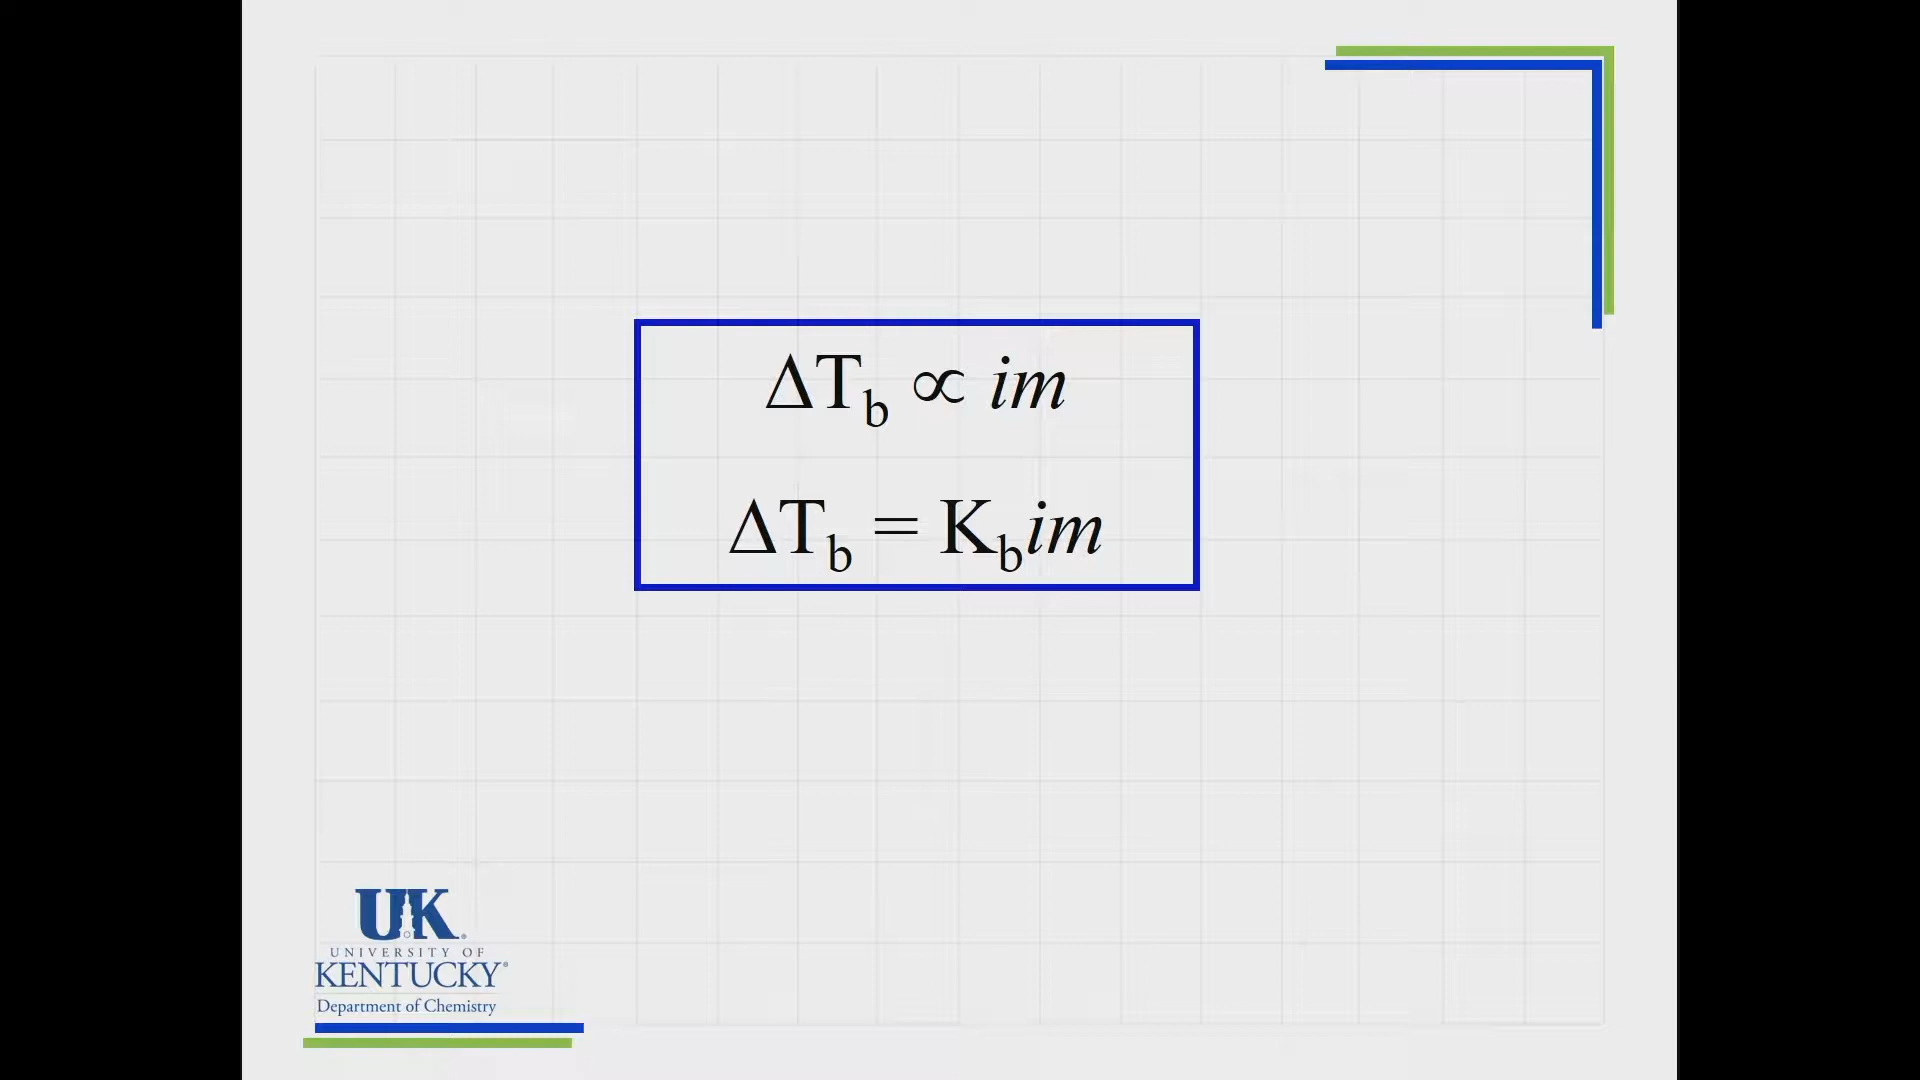 ΔT_b ∝ im
ΔT_b = K_b im
UK®
UNIVERSITY OF
KENTUCKY®
Department of Chemistry